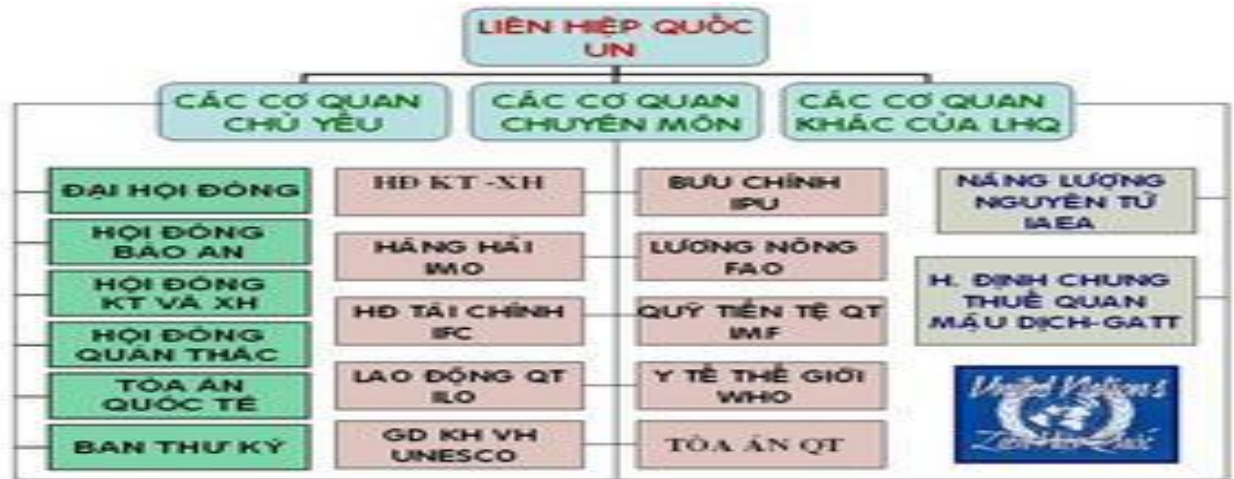 LIÊN HIỆP QUỐC
UN
CÁC CƠ QUAN
CHỦ YẾU
CÁC CƠ QUAN
CHUYÊN MÔN
CÁC CƠ QUAN
KHÁC CỦA LHQ
ĐẠI HỘI ĐỒNG
HỘI ĐỒNG
BẢO AN
HỘI ĐỒNG
KT VÀ XH
HỘI ĐỒNG
QUẢN THÁC
TÒA ÁN
QUỐC TẾ
BAN THƯ KÝ
HĐ KT -XH
HÀNG HẢI
IMO
HĐ TÀI CHÍNH
IFC
LAO ĐỘNG QT
ILO
GD KH VH
UNESCO
BƯU CHÍNH
IPU
LƯƠNG NÔNG
FAO
QUỸ TIỀN TỆ QT
IMF
Y TẾ THẾ GIỚI
WHO
TÒA ÁN QT
NĂNG LƯỢNG
NGUYÊN TỬ
IAEA
H. ĐỊNH CHUNG
THUẾ QUAN
MẬU DỊCH-GATT
United Nations